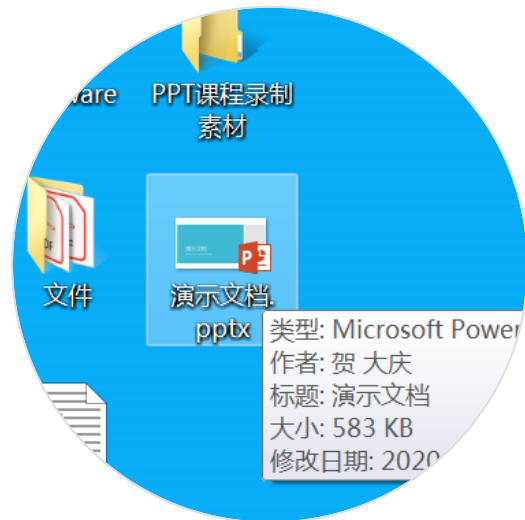 PPT课程录制
素材
文件
演示文档.
pptx
类型: Microsoft Power
作者: 贺 大庆
标题: 演示文档
大小: 583 KB
修改日期: 2020